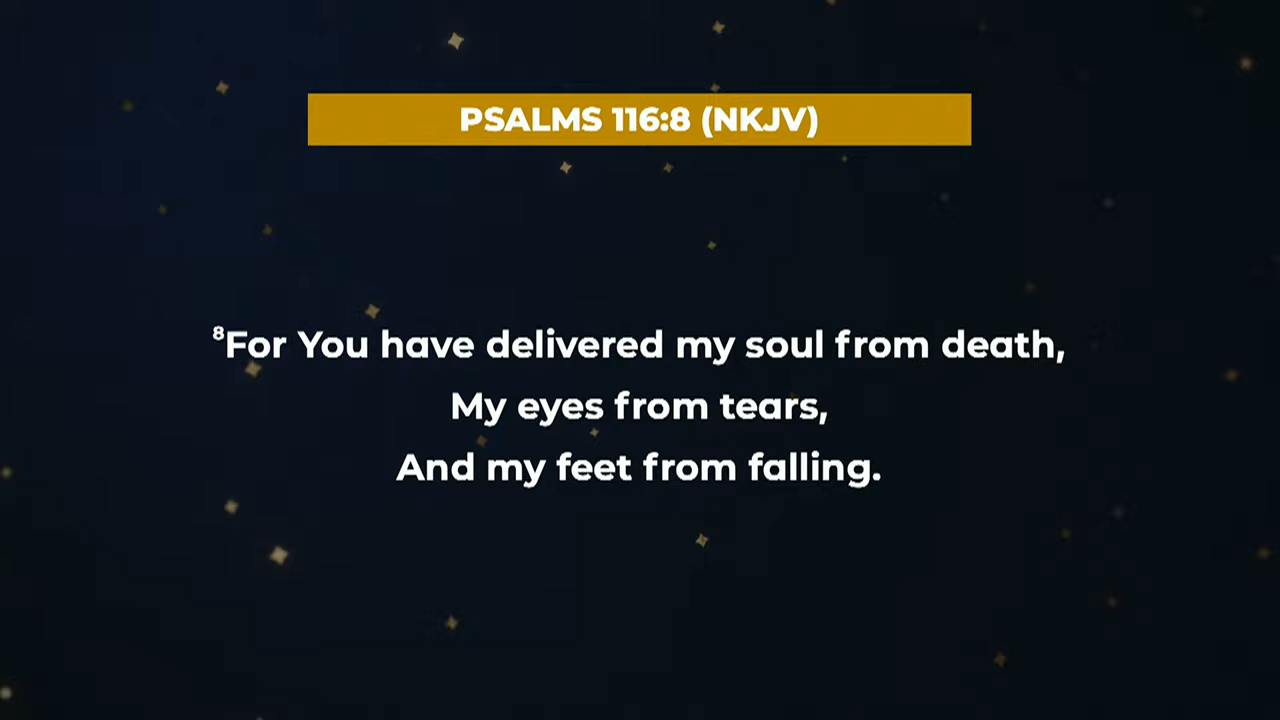 PSALMS 116:8 (NKJV)
⁸For You have delivered my soul from death,
My eyes from tears,
And my feet from falling.